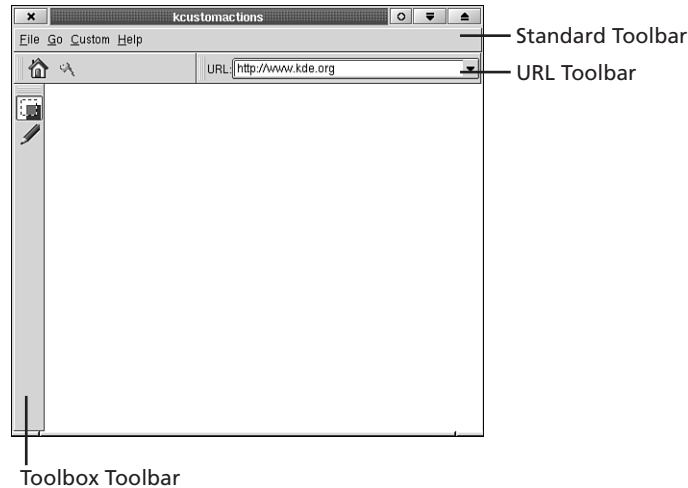 kcustomactions
File Go Custom Help
Standard Toolbar
URL: http://www.kde.org
URL Toolbar
Toolbox Toolbar